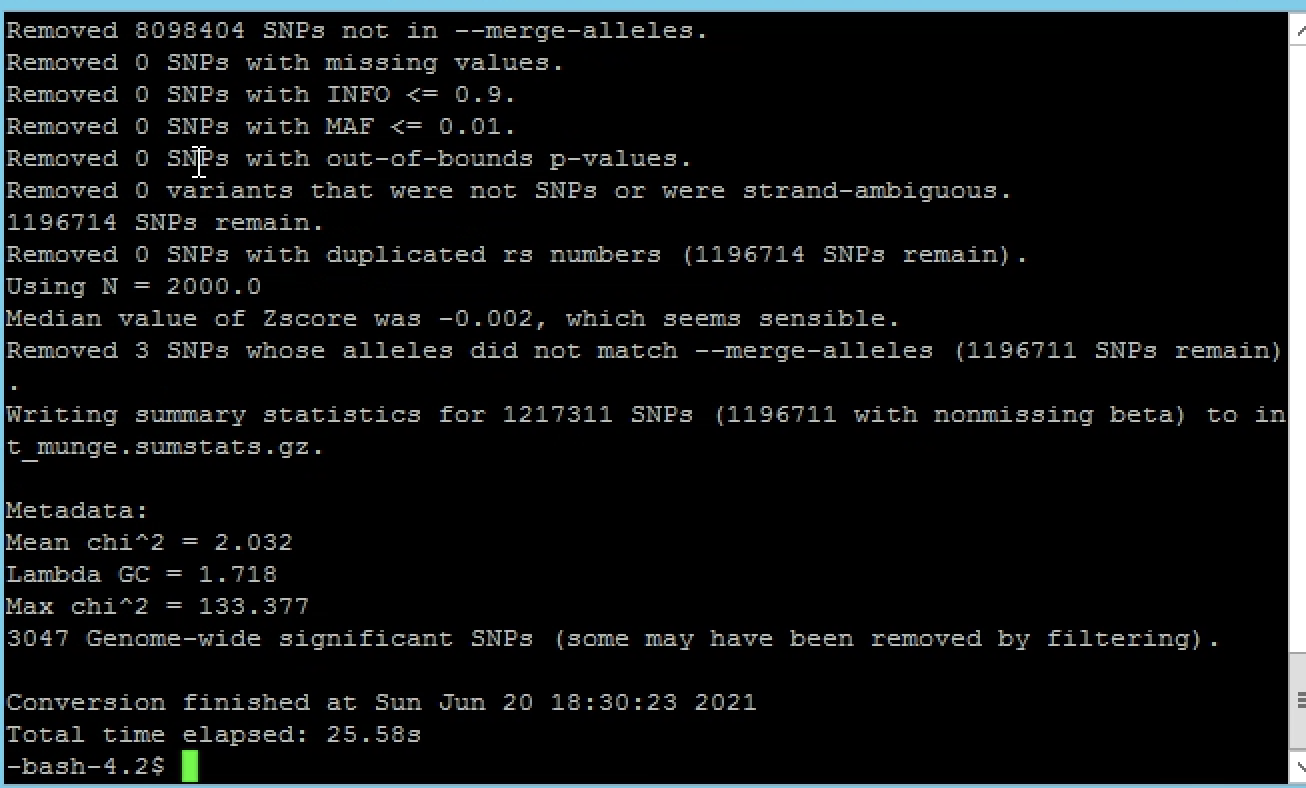 Removed 8098404 SNPs not in --merge-alleles.
Removed 0 SNPs with missing values.
Removed 0 SNPs with INFO <= 0.9.
Removed 0 SNPs with MAF <= 0.01.
Removed 0 SNPs with out-of-bounds p-values.
Removed 0 variants that were not SNPs or were strand-ambiguous.
1196714 SNPs remain.
Removed 0 SNPs with duplicated rs numbers (1196714 SNPs remain).
Using N = 2000.0
Median value of Zscore was -0.002, which seems sensible.
Removed 3 SNPs whose alleles did not match --merge-alleles (1196711 SNPs remain)
.
Writing summary statistics for 1217311 SNPs (1196711 with nonmissing beta) to in
t_munge.sumstats.gz.
Metadata:
Mean chi^2 = 2.032
Lambda GC = 1.718
Max chi^2 = 133.377
3047 Genome-wide significant SNPs (some may have been removed by filtering).
Conversion finished at Sun Jun 20 18:30:23 2021
Total time elapsed: 25.58s
-bash-4.2$